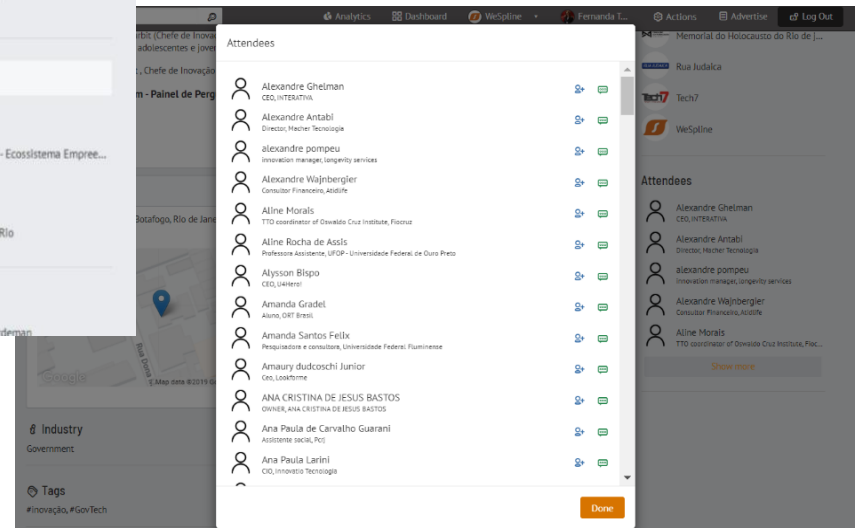 Analytics
Dashboard
WeSpline
Fernanda T...
Actions
Advertise
Log Out
- Ecossistema Empree...
Rio
rdeman
rbit (Chefe de Inova
adolescentes e jove
, Chefe de Inovação
m - Painel de Perg
Botafogo, Rio de Jane
Rua Dona
Google
Map data ©2019 G
Industry
Government
Tags
#inovação, #GovTech
Attendees
Alexandre Ghelman
CEO, INTERATIVA
Alexandre Antabi
Director, Macher Tecnologia
alexandre pompeu
innovation manager, longevity services
Alexandre Wajnbergier
Consultor Financeiro, Atidlife
Aline Morais
TTO coordinator of Oswaldo Cruz Institute, Fiocruz
Aline Rocha de Assis
Professora Assistente, UFOP - Universidade Federal de Ouro Preto
Alysson Bispo
CEO, U4Hero!
Amanda Gradel
Aluno, ORT Brasil
Amanda Santos Felix
Pesquisadora e consultora, Universidade Federal Fluminense
Amaury dudcoschi Junior
Ceo, Lookforme
ANA CRISTINA DE JESUS BASTOS
OWNER, ANA CRISTINA DE JESUS BASTOS
Ana Paula de Carvalho Guarani
Assistente social, Pcrj
Ana Paula Larini
CIO, Innovatio Tecnologia
Done
Memorial do Holocausto do Rio de J...
Rua Judaica
Tech7
Tech7
WeSpline
Attendees
Alexandre Ghelman
CEO, INTERATIVA
Alexandre Antabi
Director, Macher Tecnologia
alexandre pompeu
innovation manager, longevity services
Alexandre Wajnbergier
Consultor Financeiro, Atidlife
Aline Morais
TTO coordinator of Oswaldo Cruz Institute, Fioc...
Show more